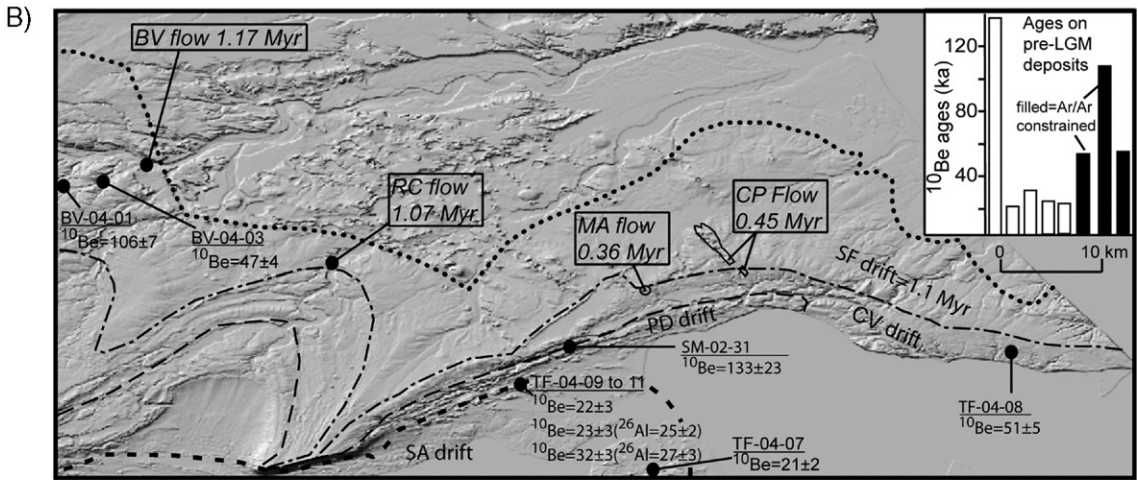 B)
BV flow 1.17 Myr
Ages on
pre-LGM
deposits
filled=Ar/Ar
constrained
10Be ages (ka)
120
80
40
0
10 km
RC flow
1.07 Myr
CP Flow
0.45 Myr
MA flow
0.36 Myr
BV-04-01
10Be=106±7
BV-04-03
10Be=47±4
SF drift=1.1 Myr
PD drift
CV drift
SM-02-31
10Be=133±23
TF-04-09 to 11
10Be=22±3
10Be=23±3(26Al=25±2)
10Be=32±3(26Al=27±3)
SA drift
TF-04-07
10Be=21±2
TF-04-08
10Be=51±5